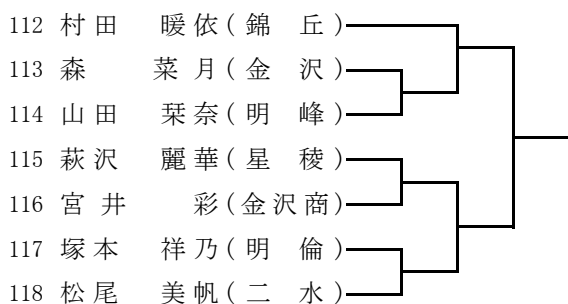 112 村田 暖依(錦 丘)
113 森 菜月(金 沢)
114 山田 栞奈(明 峰)
115 萩沢 麗華(星 稜)
116 宮井 彩(金沢商)
117 塚本 祥乃(明 倫)
118 松尾 美帆(二 水)